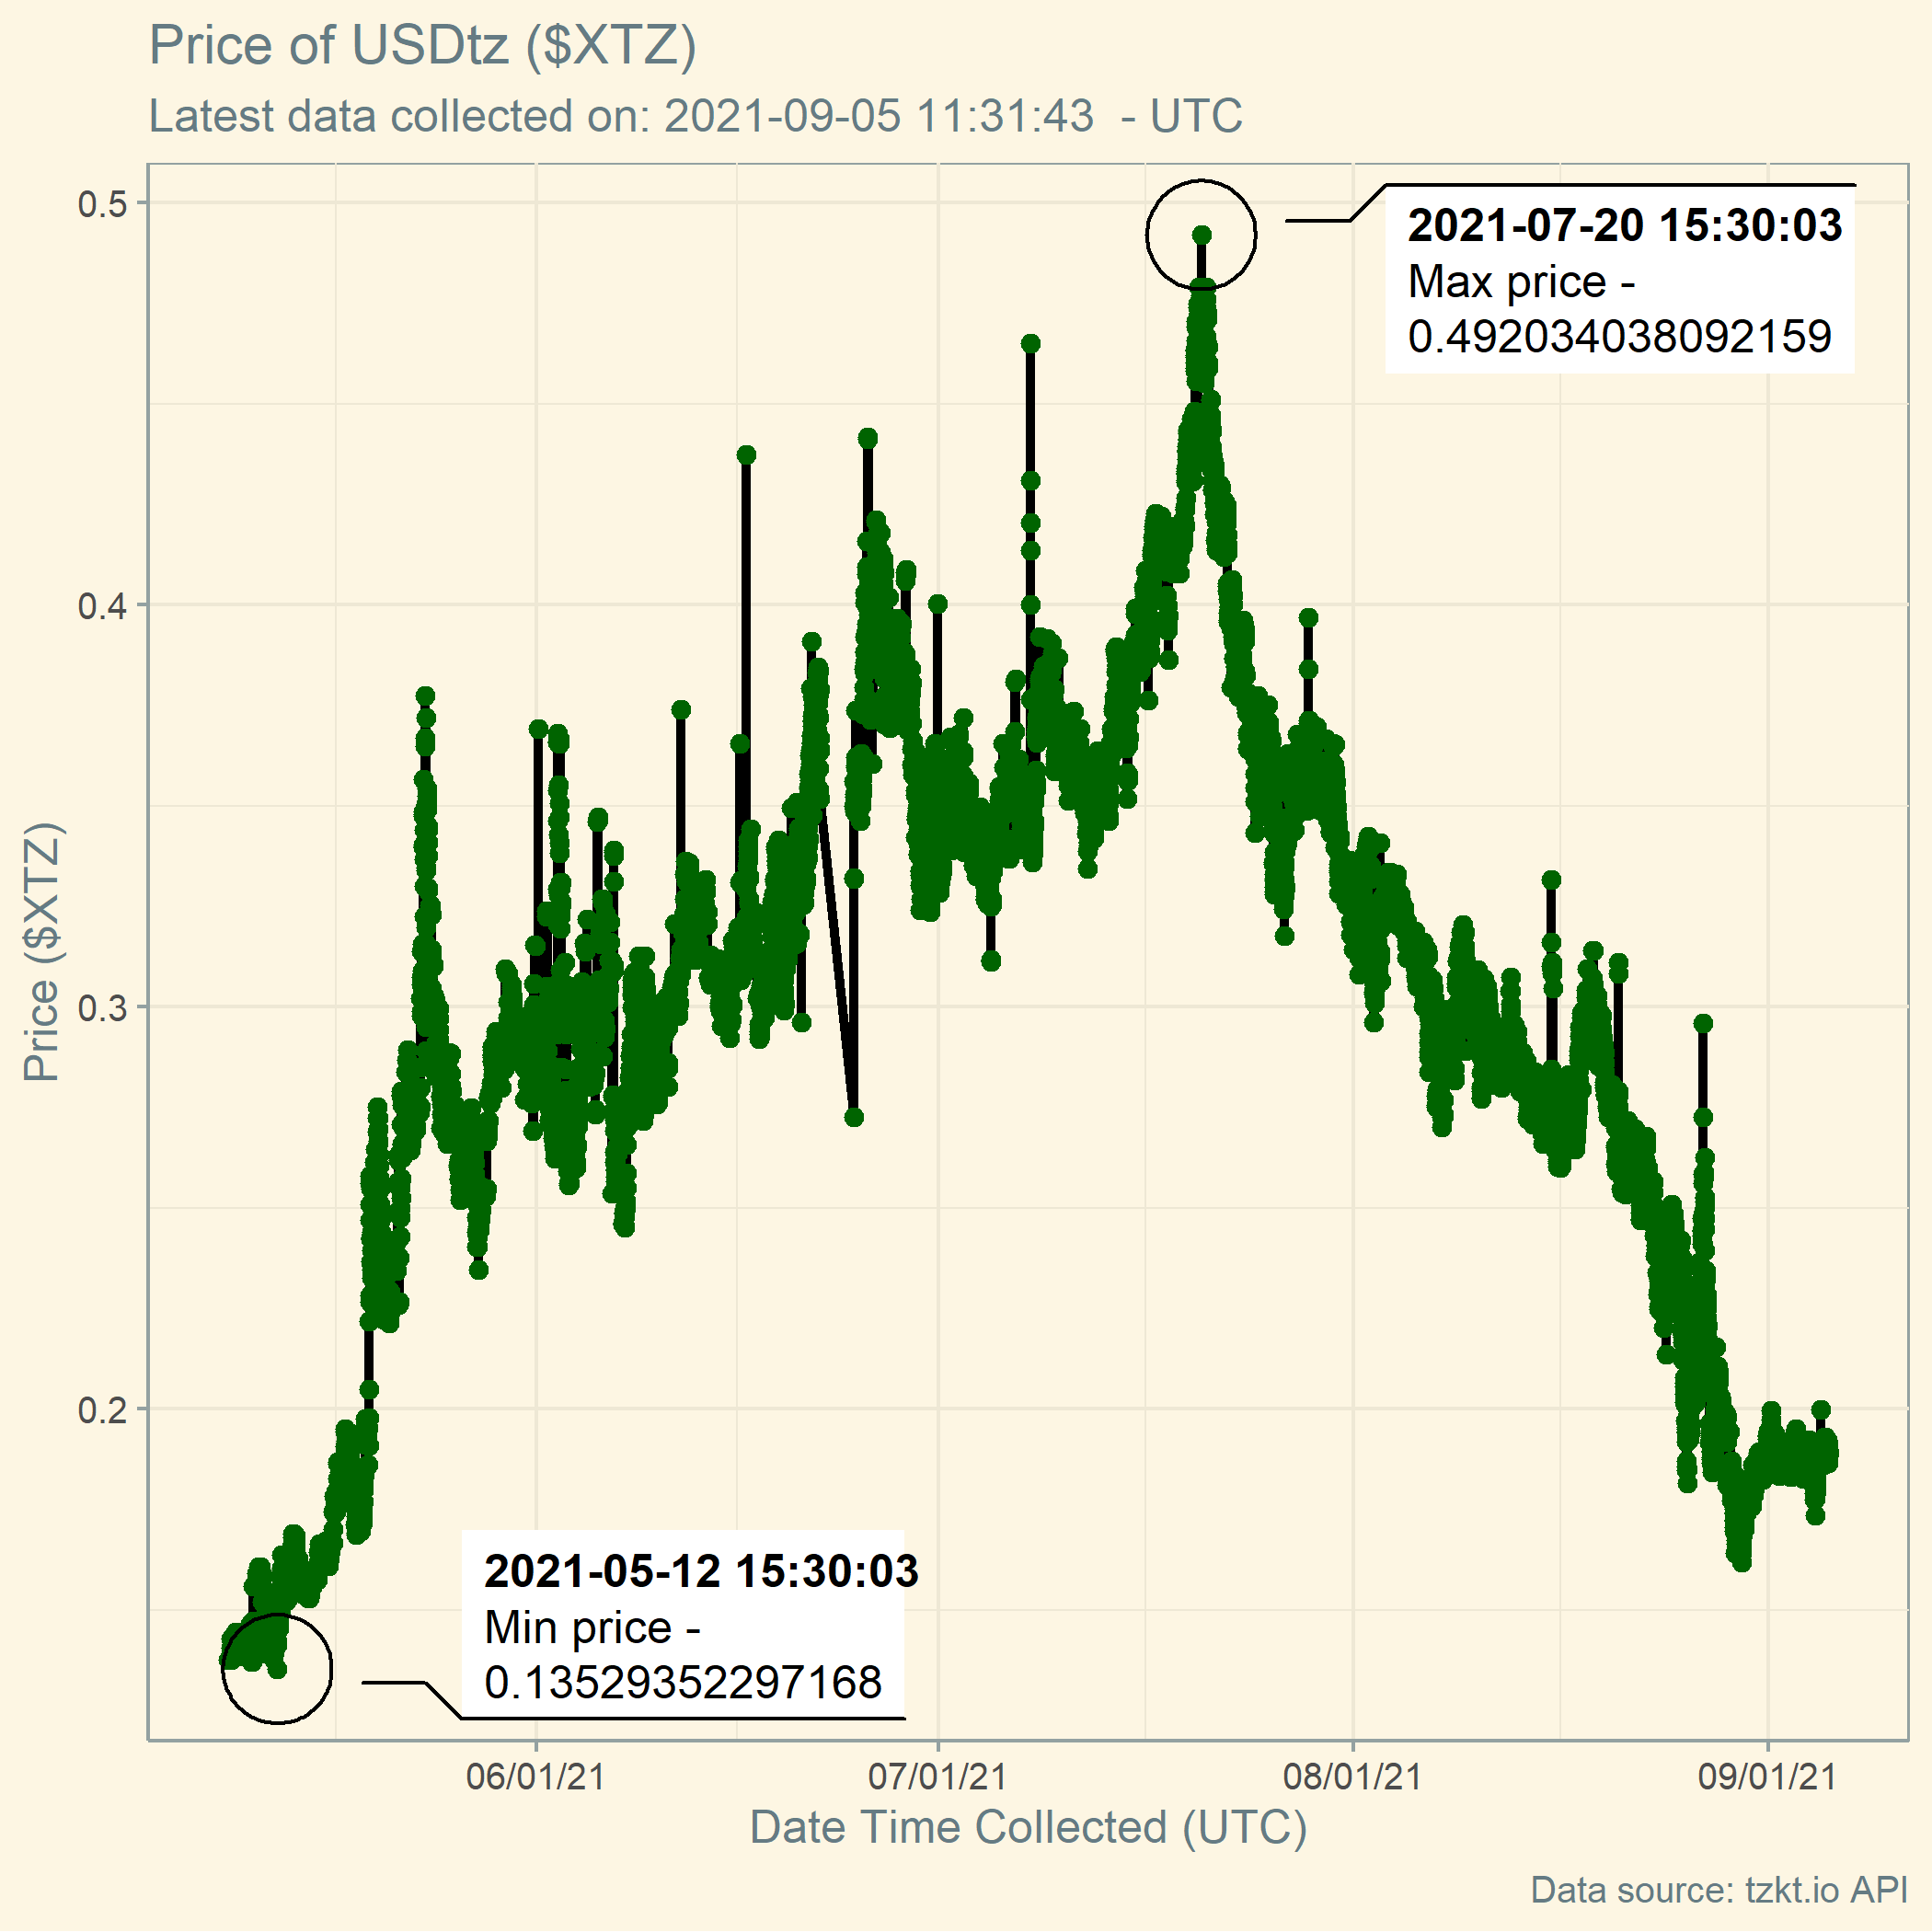 Price of USDtz ($XTZ)
Latest data collected on: 2021-09-05 11:31:43  - UTC
0.5
0.4
0.3
0.2
Price ($XTZ)
2021-07-20 15:30:03
Max price -
0.492034038092159
2021-05-12 15:30:03
Min price -
0.13529352297168
06/01/21
07/01/21
08/01/21
09/01/21
Date Time Collected (UTC)
Data source: tzkt.io API